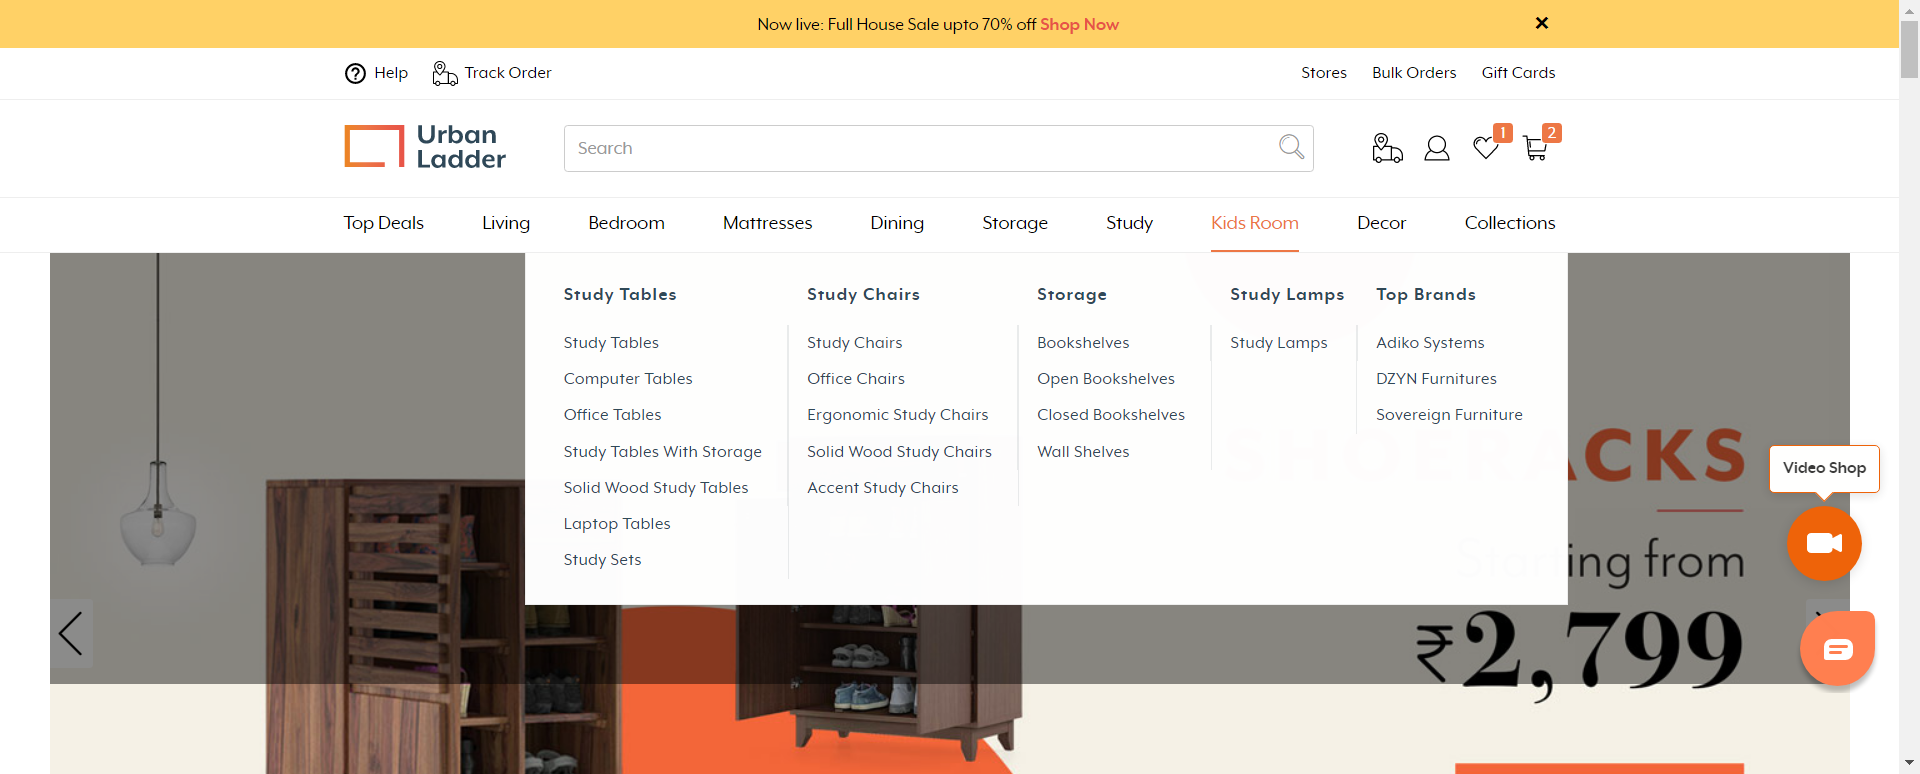 Now live: Full House Sale upto 70% off Shop Now
Help
Track Order
Stores
Bulk Orders
Gift Cards
Urban
Ladder
Search
1
2
Top Deals
Living
Bedroom
Mattresses
Dining
Storage
Study
Kids Room
Decor
Collections
Study Tables
Study Tables
Computer Tables
Office Tables
Study Tables With Storage
Solid Wood Study Tables
Laptop Tables
Study Sets
Study Chairs
Study Chairs
Office Chairs
Ergonomic Study Chairs
Solid Wood Study Chairs
Accent Study Chairs
Storage
Bookshelves
Open Bookshelves
Closed Bookshelves
Wall Shelves
Study Lamps
Study Lamps
Top Brands
Adiko Systems
DZYN Furnitures
Sovereign Furniture
Video Shop
Starting from
₹2,799